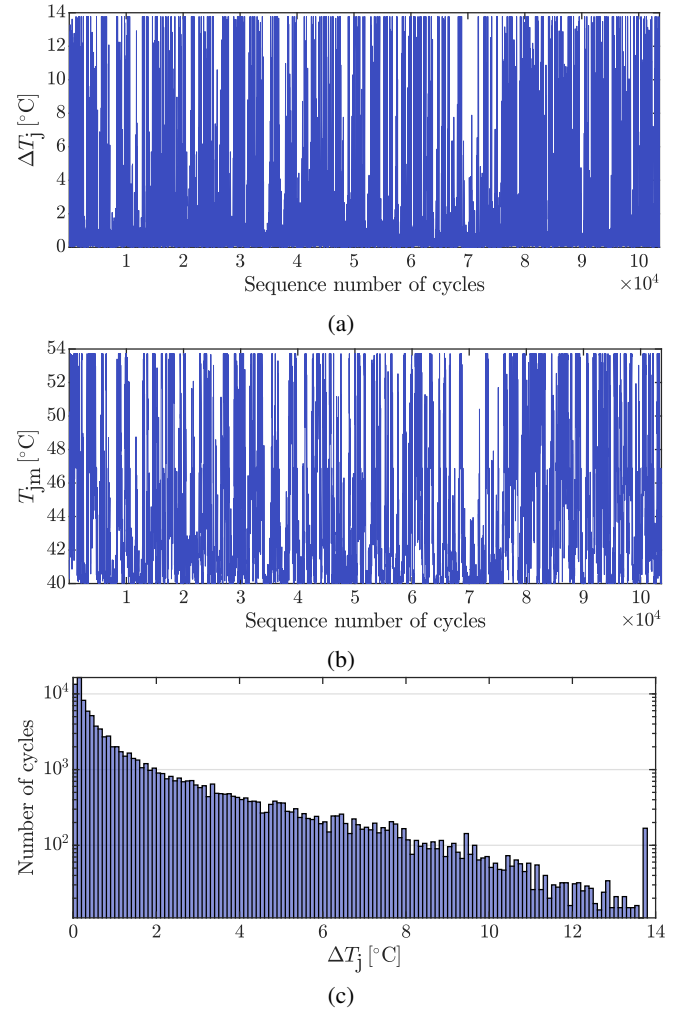 14
12
10
8
6
4
2
0
ΔTj [°C]
1 2 3 4 5 6 7 8 9 10
×10^4
Sequence number of cycles
(a)
54
52
50
48
46
44
42
40
Tjm [°C]
1 2 3 4 5 6 7 8 9 10
×10^4
Sequence number of cycles
(b)
10^4
10^3
10^2
Number of cycles
0 2 4 6 8 10 12 14
ΔTj [°C]
(c)